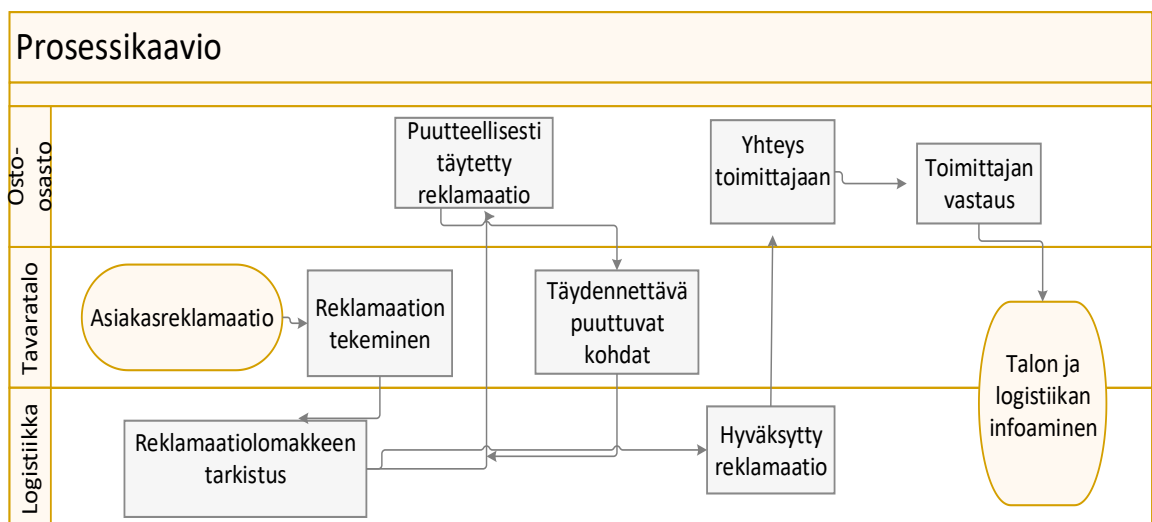 Prosessikaavio
Osto-
osasto
Puutteellisesti
täytetty
reklamaatio
Yhteys
toimittajaan
Toimittajan
vastaus
Tavaratalo
Asiakasreklamaatio
Reklamaation
tekeminen
Täydennettävä
puuttuvat
kohdat
Talon ja
logistiikan
infoaminen
Logistiikka
Reklamaatiolomakkeen
tarkistus
Hyväksytty
reklamaatio